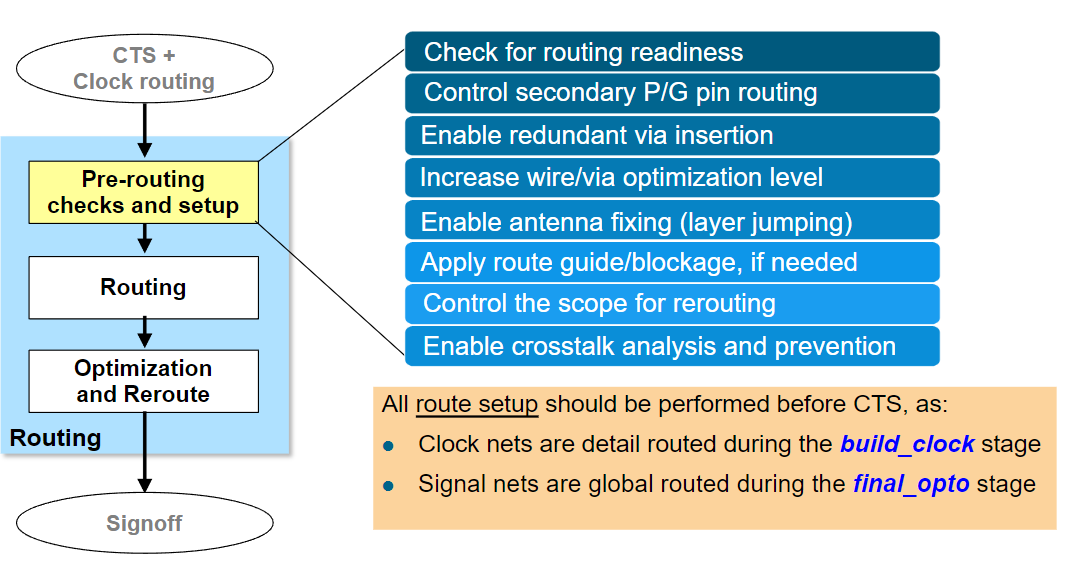 CTS +
Clock routing
Pre-routing
checks and setup
Routing
Optimization
and Reroute
Routing
Signoff
Check for routing readiness
Control secondary P/G pin routing
Enable redundant via insertion
Increase wire/via optimization level
Enable antenna fixing (layer jumping)
Apply route guide/blockage, if needed
Control the scope for rerouting
Enable crosstalk analysis and prevention
All route setup should be performed before CTS, as:
● Clock nets are detail routed during the build_clock stage
● Signal nets are global routed during the final_opto stage